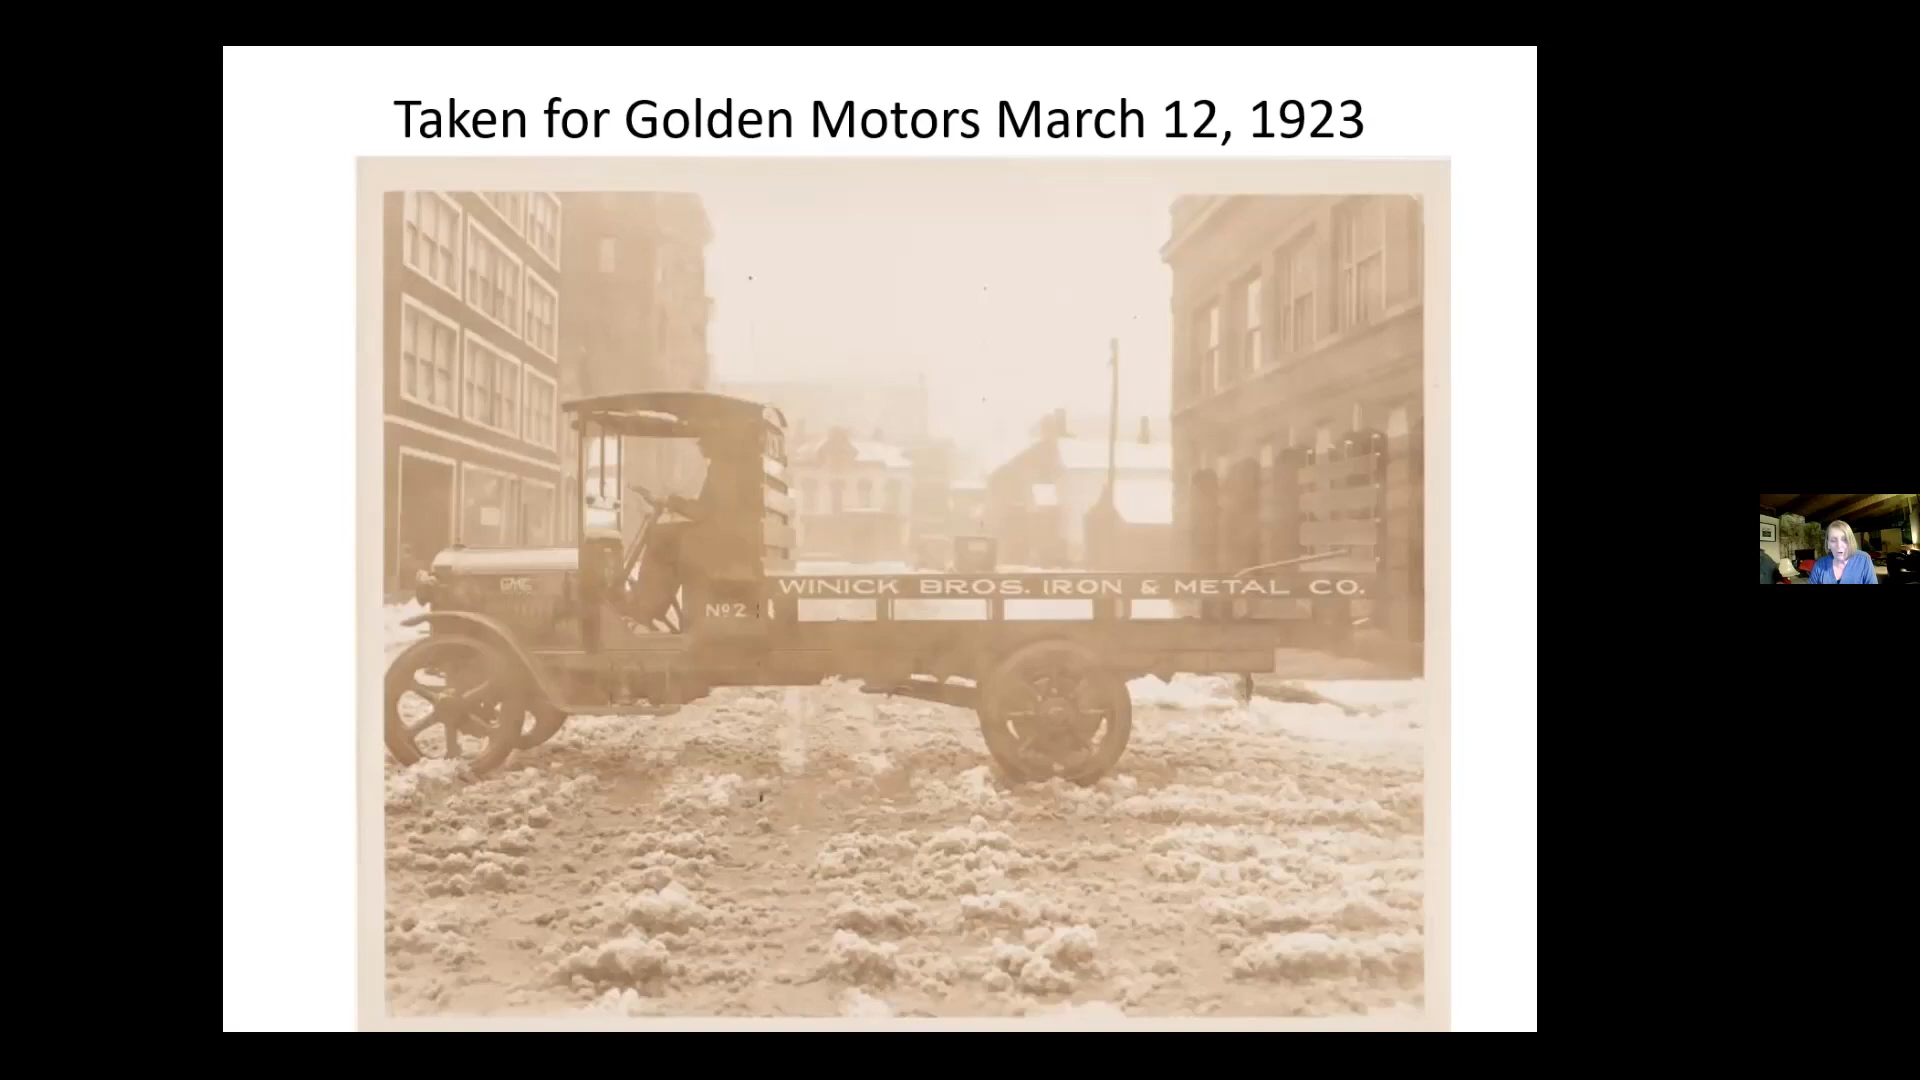 Taken for Golden Motors March 12, 1923
GMC
WINICK BROS. IRON & METAL CO.
Nº2